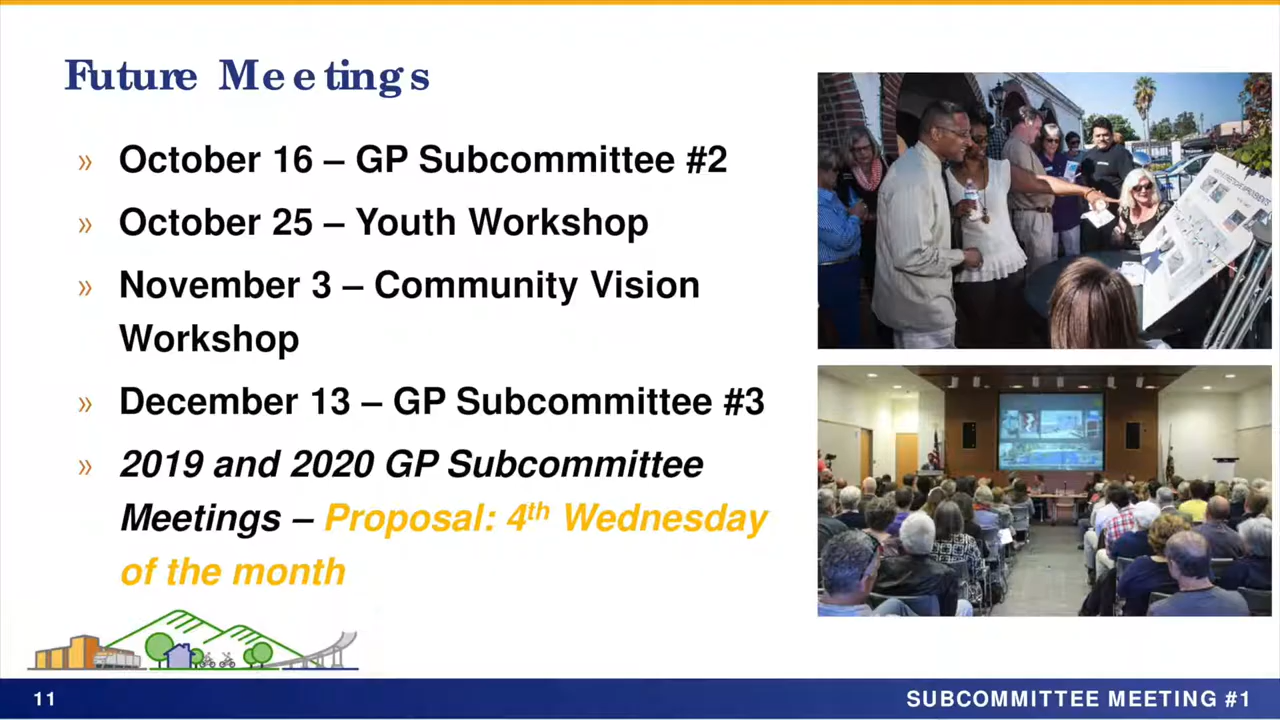 Future Meetings
» October 16 – GP Subcommittee #2
» October 25 – Youth Workshop
» November 3 – Community Vision
Workshop
» December 13 – GP Subcommittee #3
» 2019 and 2020 GP Subcommittee
Meetings – Proposal: 4th Wednesday
of the month
11
SUBCOMMITTEE MEETING #1